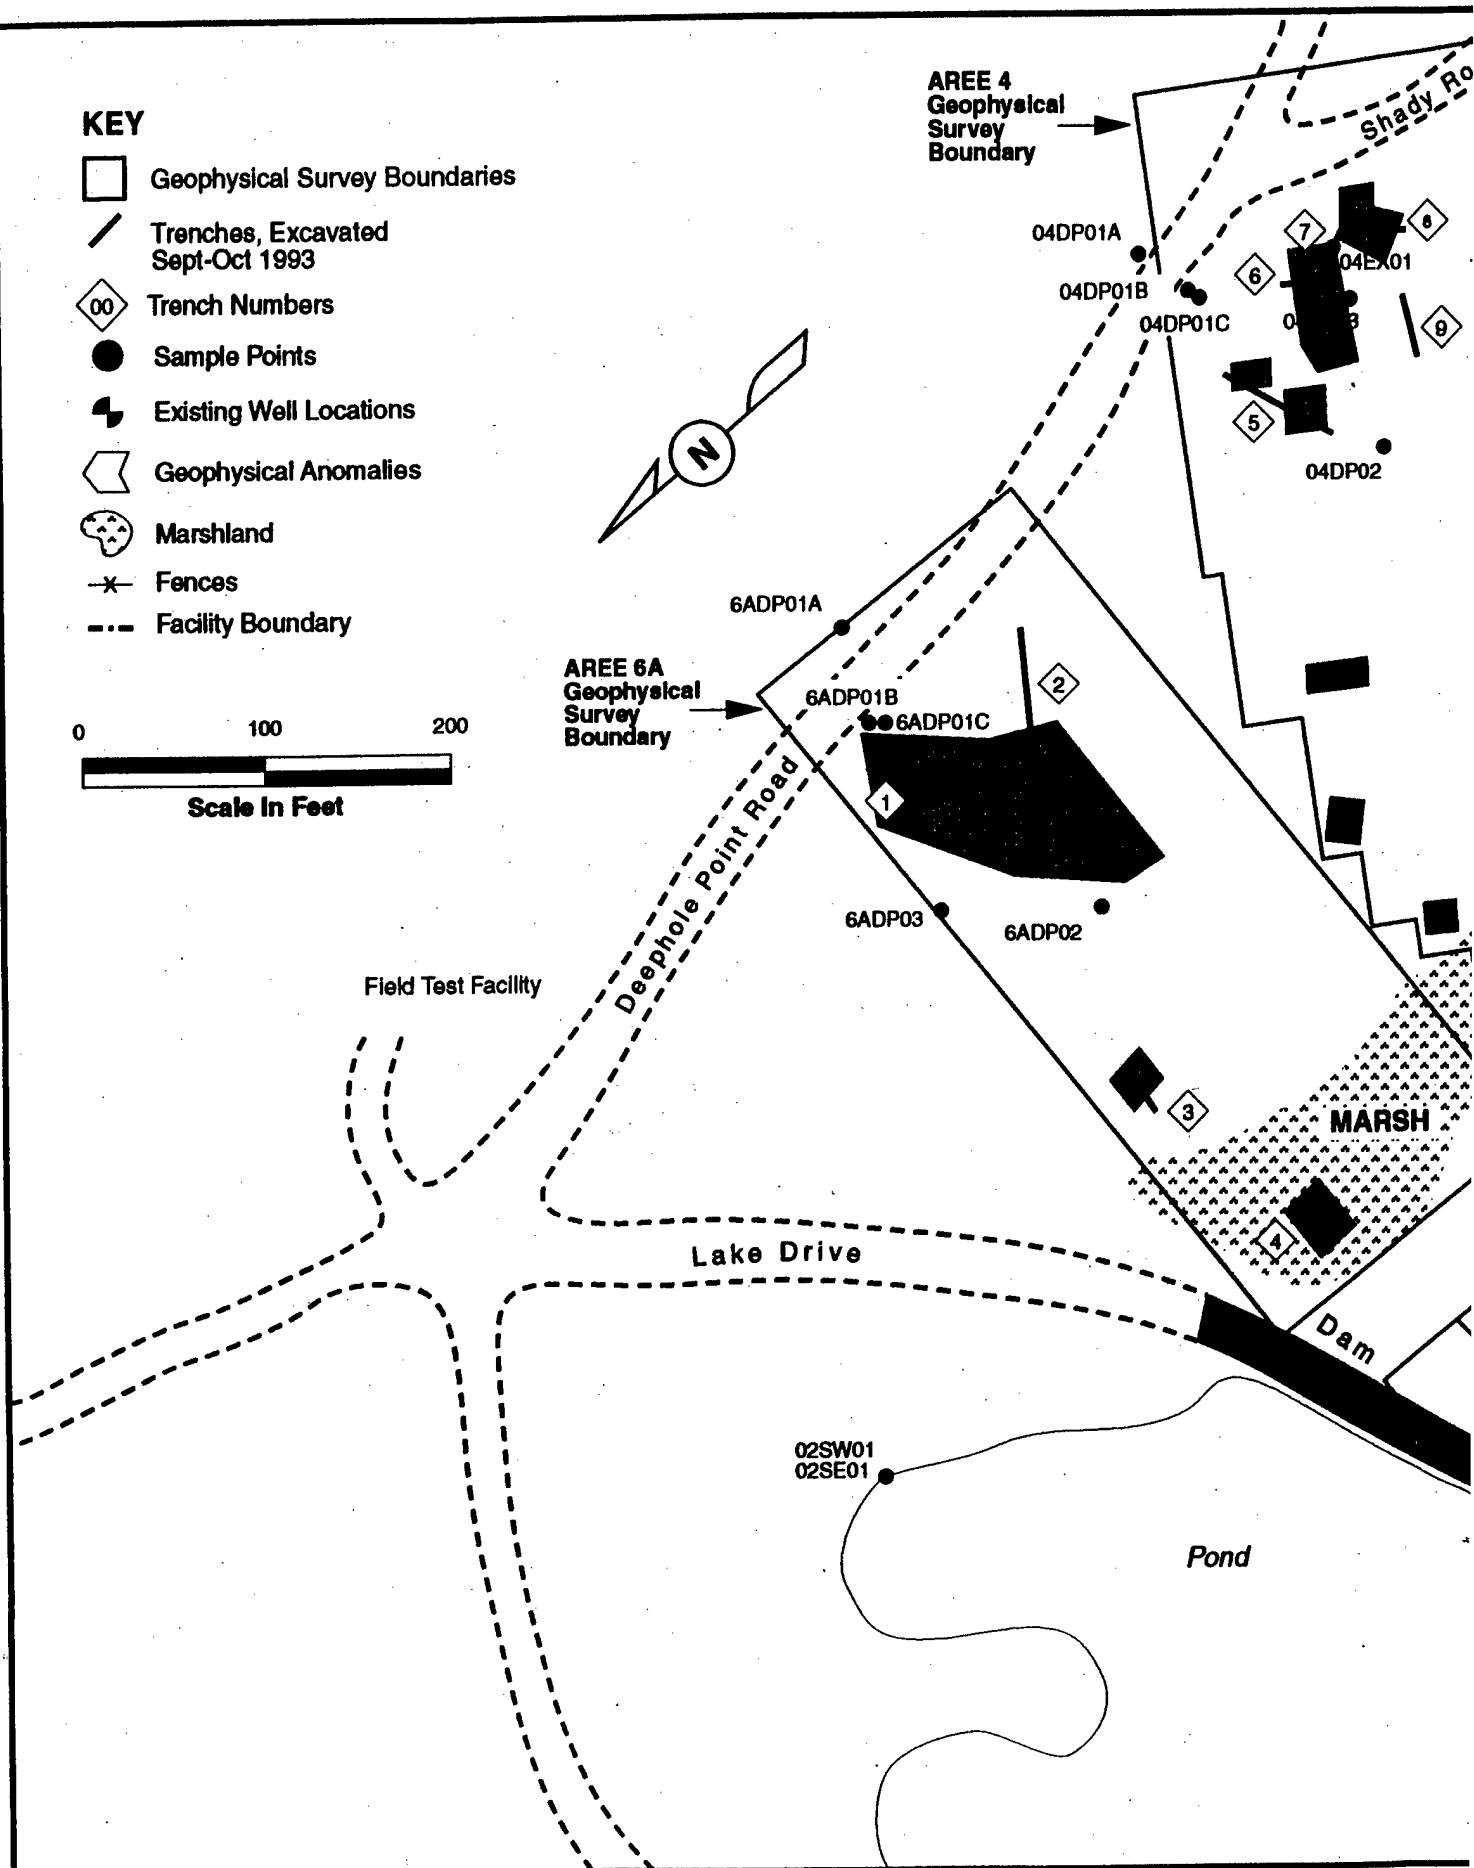 KEY
Geophysical Survey Boundaries
Trenches, Excavated
Sept-Oct 1993
00 Trench Numbers
Sample Points
Existing Well Locations
Geophysical Anomalies
Marshland
Fences
Facility Boundary
0 100 200
Scale In Feet
N
AREE 4
Geophysical
Survey
Boundary
Shady Ro
04DP01A
04DP01B
04DP01C
7
8
6
04EX01
9
5
04DP02
6ADP01A
AREE 6A
Geophysical
Survey
Boundary
2
6ADP01B
6ADP01C
1
Deephole Point Road
6ADP03
6ADP02
Field Test Facility
3
MARSH
4
Lake Drive
Dam
02SW01
02SE01
Pond